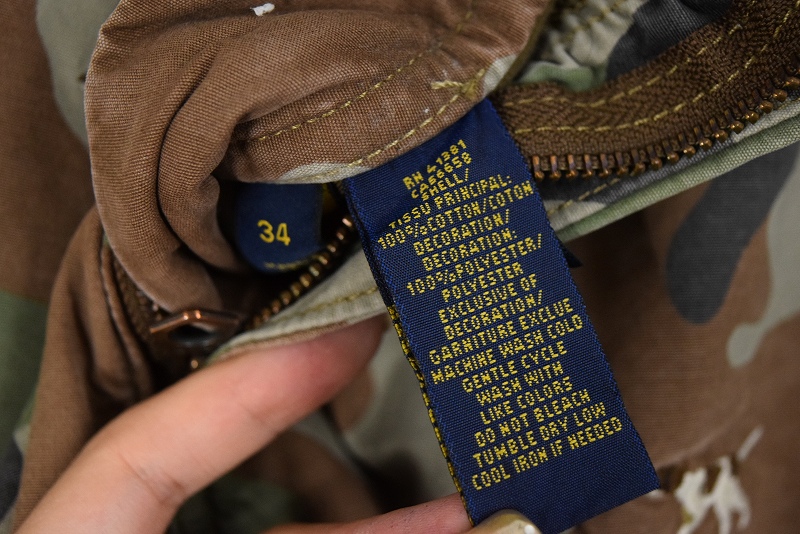 34
RN 41381
CA56658
SHELL/
TISSU PRINCIPAL:
100%COTTON/COTON
DECORATION/
DECORATION:
100%POLYESTER/
POLYESTER
EXCLUSIVE OF
DECORATION/
GARNITURE EXCLUE
MACHINE WASH COLD
GENTLE CYCLE
WASH WITH
LIKE COLORS
DO NOT BLEACH
TUMBLE DRY LOW
COOL IRON IF NEEDED